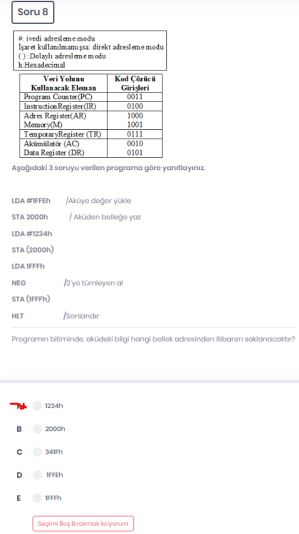 Soru 8
#: ivedi adresleme modu
İşaret kullanılmamışsa: direkt adresleme modu
( ) :Dolaylı adresleme modu
h:Hexadecimal
Veri Yolunu Kullanacak Eleman Kod Çözücü Girişleri
Program Counter(PC) 0011
InstructionRegister(IR) 0100
Adres Register(AR) 1000
Memory(M) 1001
TemporaryRegister (TR) 0111
Akümülatör (AC) 0010
Data Register (DR) 0101
Aşağıdaki 3 soruyu verilen programa göre yanıtlayınız.
LDA #1FFEh /Aküye değer yükle
STA 2000h / Aküden belleğe yaz
LDA #1234h
STA (2000h)
LDA 1FFFh
NEG /2'ye tümleyen al
STA (1FFFh)
HLT /Sonlandır
Programın bitiminde, aküdeki bilgi hangi bellek adresinden itibaren saklanacaktır?
1234h
B 2000h
C 341Fh
D 1FFEh
E 1FFFh
Seçimi Boş Bırakmak İstiyorum